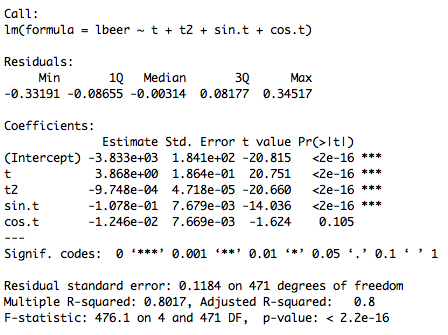 Call:
lm(formula = lbeer ~ t + t2 + sin.t + cos.t)
Residuals:
Min 1Q Median 3Q Max
-0.33191 -0.08655 -0.00314 0.08177 0.34517
Coefficients:
Estimate Std. Error t value Pr(>|t|)
(Intercept) -3.833e+03 1.841e+02 -20.815 <2e-16 ***
t 3.868e+00 1.864e-01 20.751 <2e-16 ***
t2 -9.748e-04 4.718e-05 -20.660 <2e-16 ***
sin.t -1.078e-01 7.679e-03 -14.036 <2e-16 ***
cos.t -1.246e-02 7.669e-03 -1.624 0.105
---
Signif. codes: 0 ‘***’ 0.001 ‘**’ 0.01 ‘*’ 0.05 ‘.’ 0.1 ‘ ’ 1
Residual standard error: 0.1184 on 471 degrees of freedom
Multiple R-squared: 0.8017, Adjusted R-squared: 0.8
F-statistic: 476.1 on 4 and 471 DF, p-value: < 2.2e-16